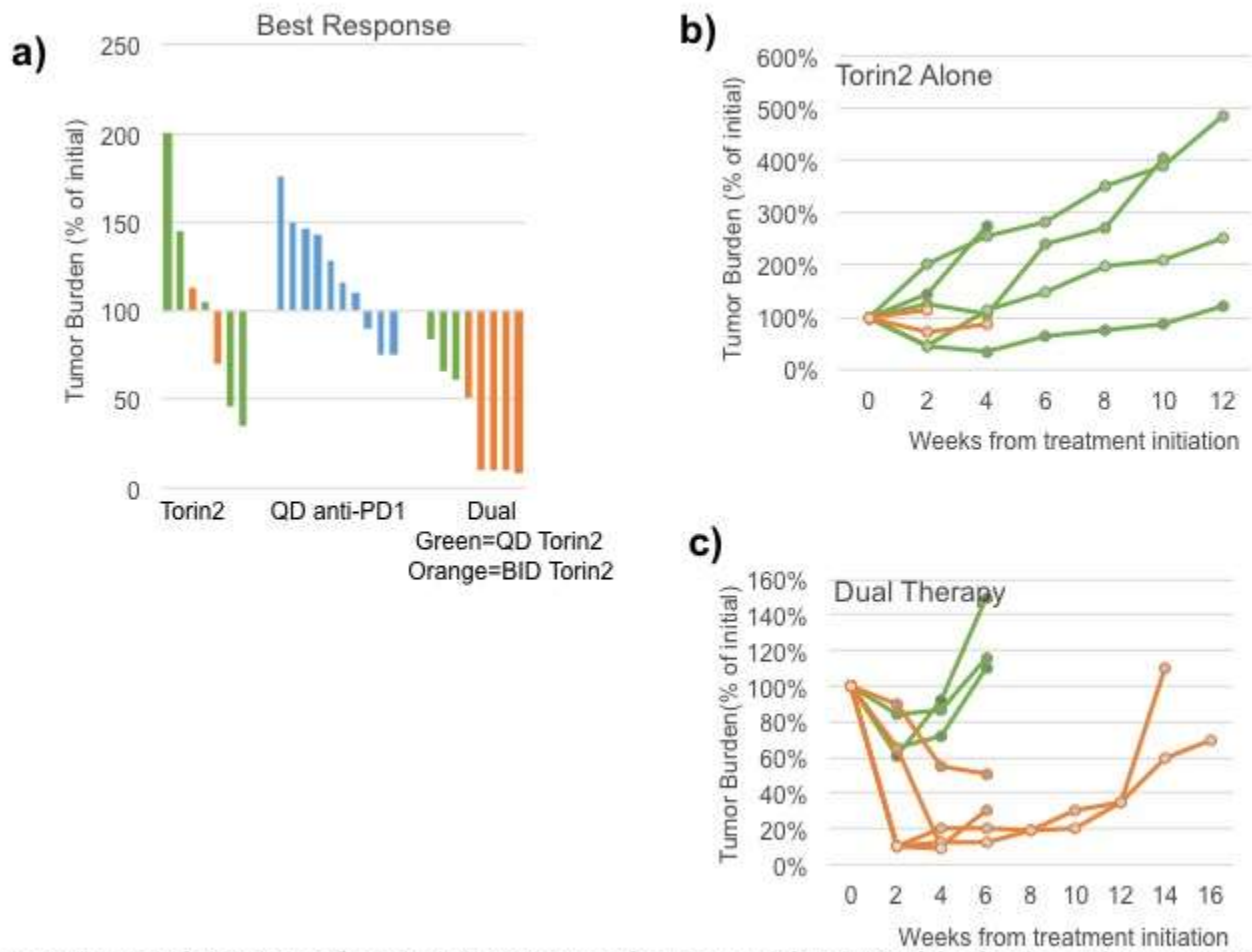 a)
Best Response
250
200
150
100
50
0
Tumor Burden (% of initial)
Torin2
QD anti-PD1
Dual
Green=QD Torin2
Orange=BID Torin2
b)
Torin2 Alone
600%
500%
400%
300%
200%
100%
0%
Tumor Burden (% of initial)
0 2 4 6 8 10 12
Weeks from treatment initiation
c)
Dual Therapy
160%
140%
120%
100%
80%
60%
40%
20%
0%
Tumor Burden(% of initial)
0 2 4 6 8 10 12 14 16
Weeks from treatment initiation